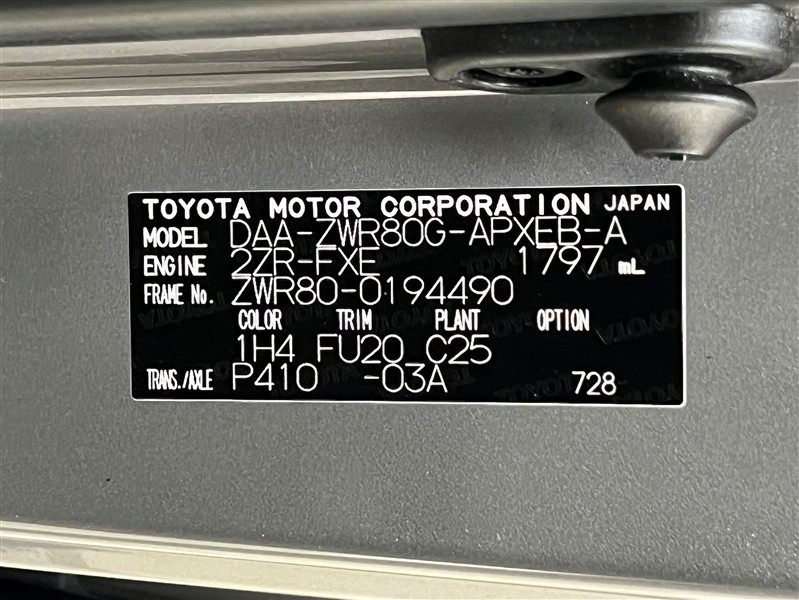 TOYOTA MOTOR CORPORATION JAPAN
MODEL DAA-ZWR80G-APXEB-A
ENGINE 2ZR-FXE 1797 mL
FRAME No. ZWR80-0194490
COLOR TRIM PLANT OPTION
1H4 FU20 C25
TRANS./AXLE P410 -03A 728